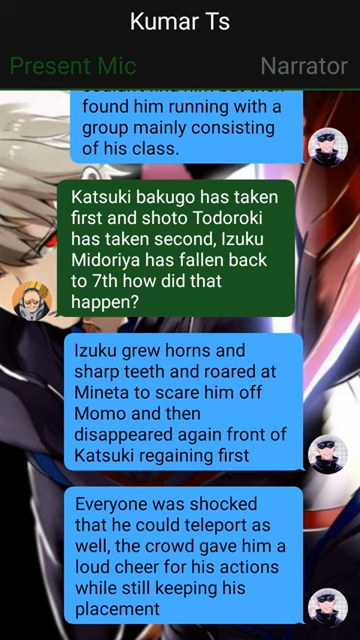 Kumar Ts
Present Mic
Narrator
found him running with a
group mainly consisting
of his class.
Katsuki bakugo has taken
first and shoto Todoroki
has taken second, Izuku
Midoriya has fallen back
to 7th how did that
happen?
Izuku grew horns and
sharp teeth and roared at
Mineta to scare him off
Momo and then
disappeared again front of
Katsuki regaining first
Everyone was shocked
that he could teleport as
well, the crowd gave him a
loud cheer for his actions
while still keeping his
placement